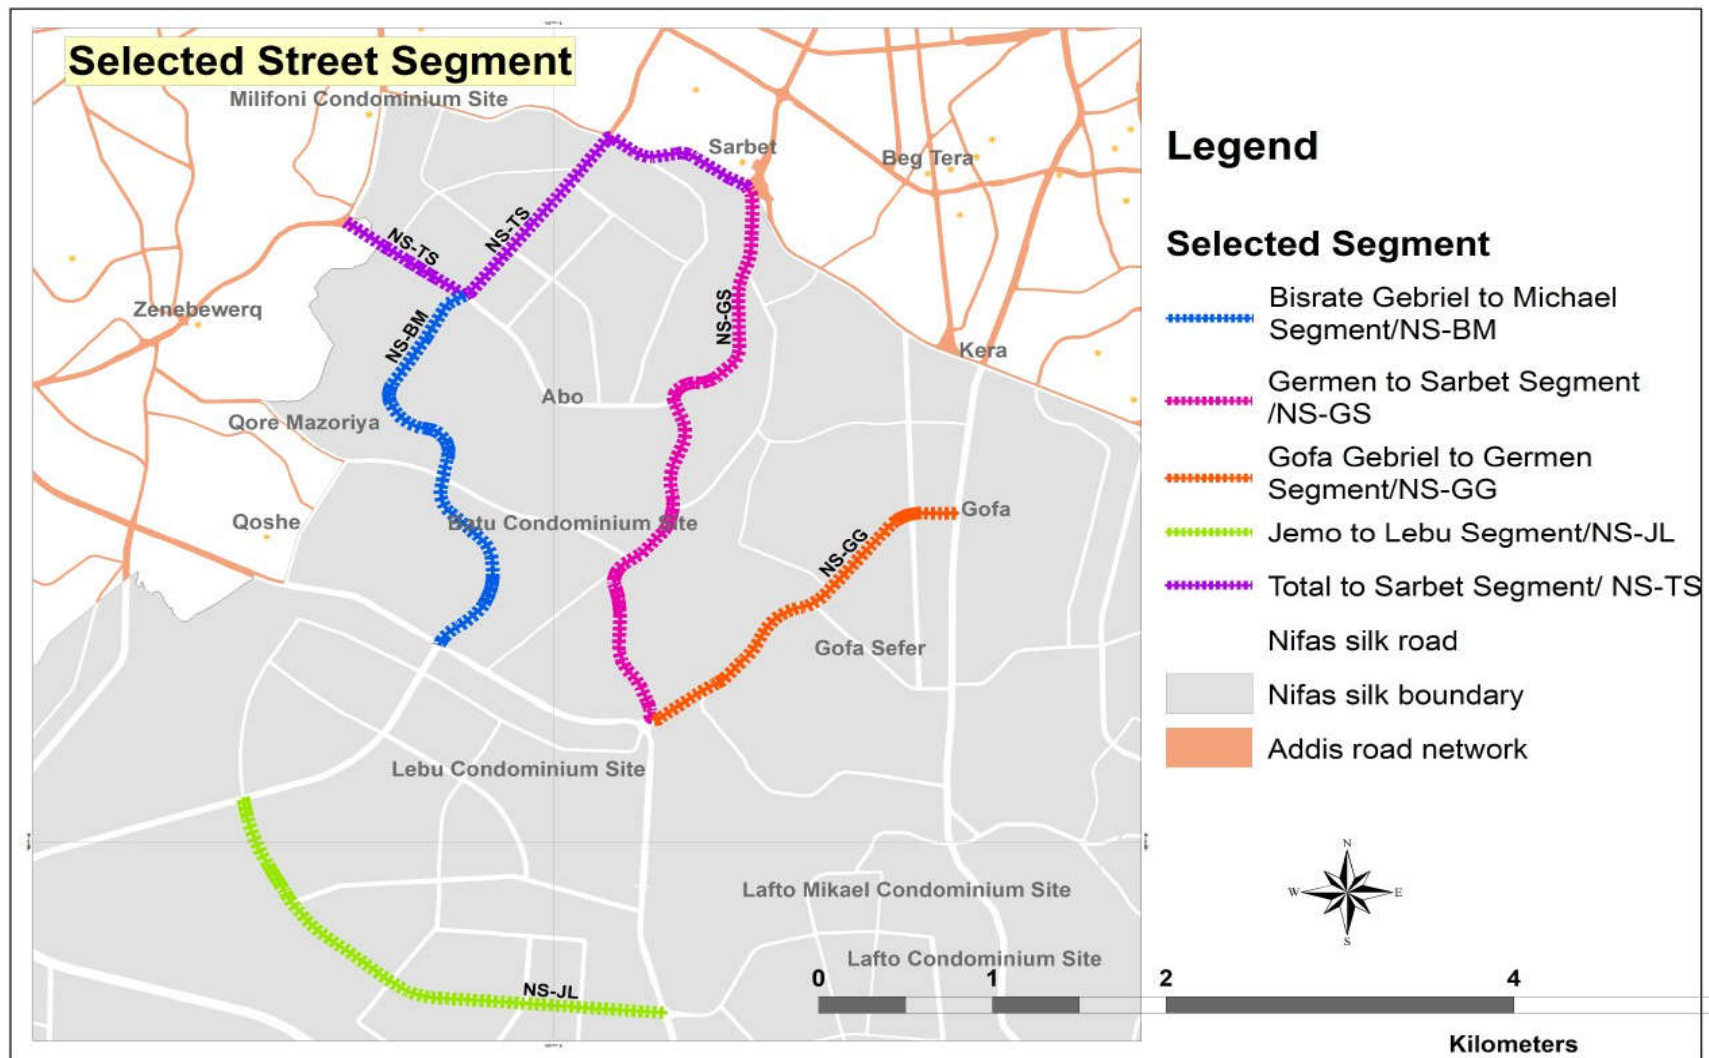 Selected Street Segment
Milifoni Condominium Site
Sarbet
Beg Tera
NS-TS
NS-TS
Zenebewerq
NS-BM
NS-GS
Kera
Abo
Qore Mazoriya
Qoshe
Batu Condominium Site
Gofa
NS-GG
Gofa Sefer
Lebu Condominium Site
Lafto Mikael Condominium Site
Lafto Condominium Site
NS-JL
Legend
Selected Segment
Bisrate Gebriel to Michael
Segment/NS-BM
Germen to Sarbet Segment
/NS-GS
Gofa Gebriel to Germen
Segment/NS-GG
Jemo to Lebu Segment/NS-JL
Total to Sarbet Segment/ NS-TS
Nifas silk road
Nifas silk boundary
Addis road network
N
W E
S
0 1 2 4
Kilometers